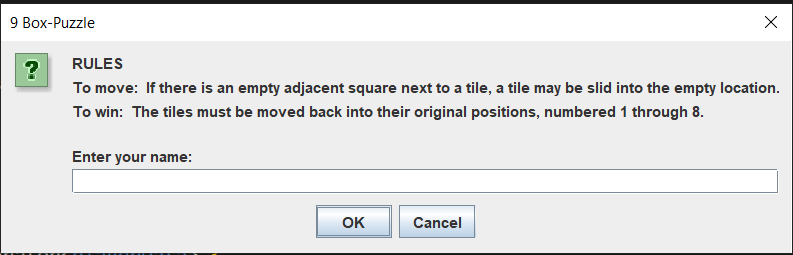 9 Box-Puzzle
RULES
To move:  If there is an empty adjacent square next to a tile, a tile may be slid into the empty location.
To win:  The tiles must be moved back into their original positions, numbered 1 through 8.
Enter your name:
OK
Cancel